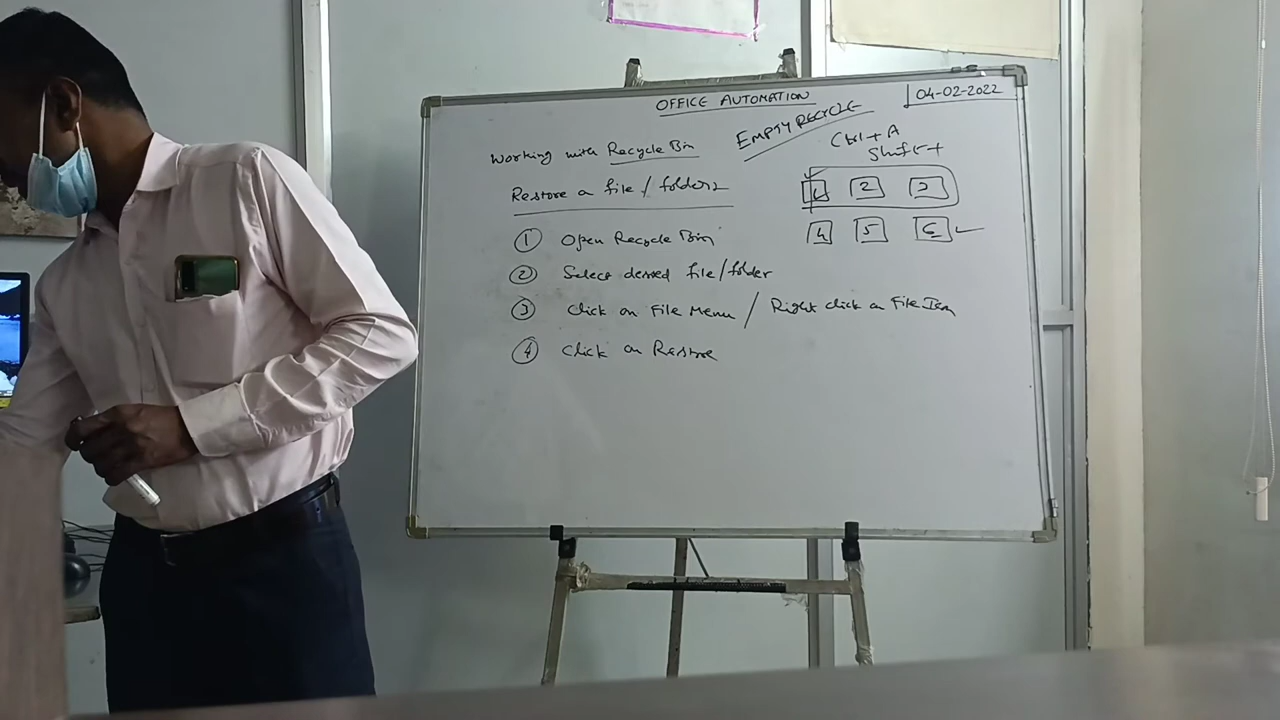 OFFICE AUTOMATION
04-02-2022
Working with Recycle Bin
EMPTY RECYCLE
Ctrl + A
Shift +
Restore a file / folders
1 2 3
4 5 6
① Open Recycle Bin
② Select desired file/folder
③ Click on File Menu / Right click on File Item
④ Click on Restore